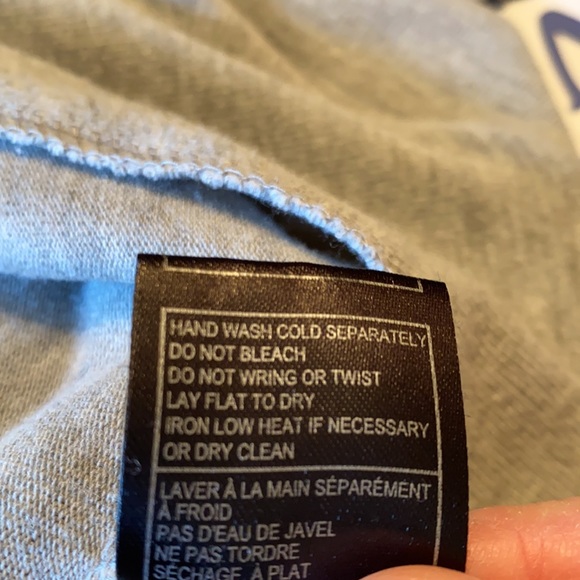 HAND WASH COLD SEPARATELY
DO NOT BLEACH
DO NOT WRING OR TWIST
LAY FLAT TO DRY
IRON LOW HEAT IF NECESSARY
OR DRY CLEAN
LAVER À LA MAIN SÉPARÉMENT
À FROID
PAS D'EAU DE JAVEL
NE PAS TORDRE
SÉCHAGE À PLAT